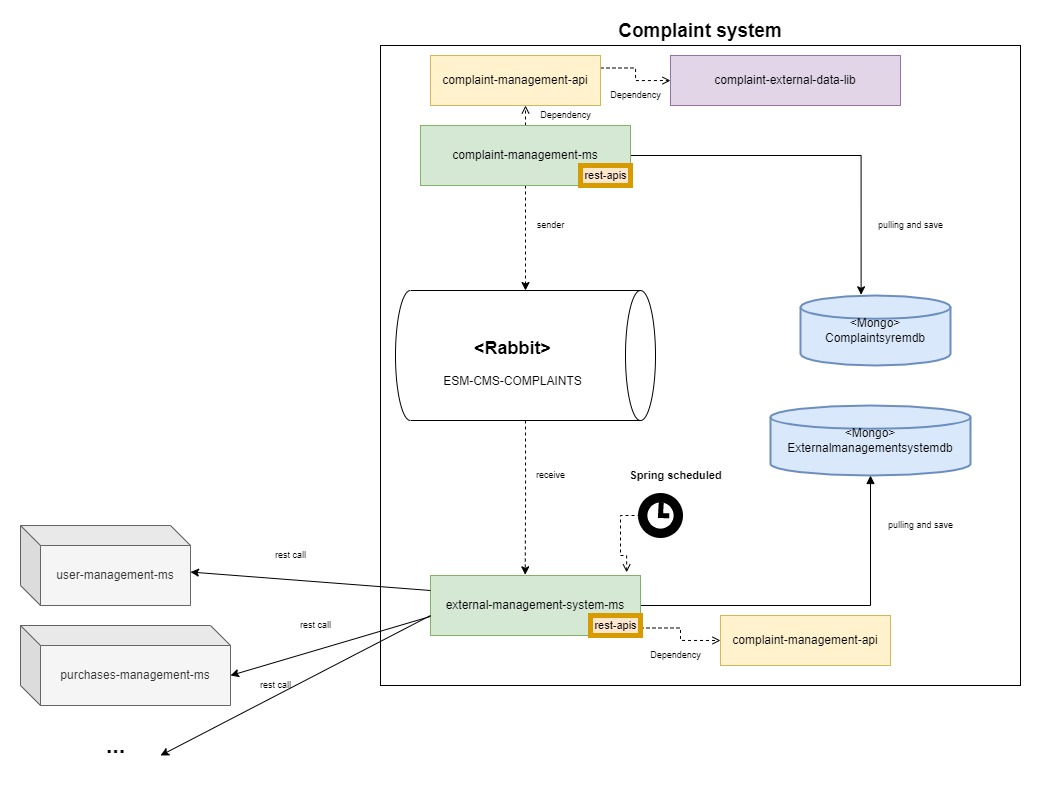 Complaint system
complaint-management-api
complaint-external-data-lib
Dependency
Dependency
complaint-management-ms
rest-apis
sender
pulling and save
<Rabbit>
ESM-CMS-COMPLAINTS
<Mongo>
Complaintsyremdb
<Mongo>
Externalmanagementsystemdb
receive
Spring scheduled
pulling and save
rest call
user-management-ms
external-management-system-ms
rest-apis
rest call
complaint-management-api
Dependency
purchases-management-ms
rest call
...